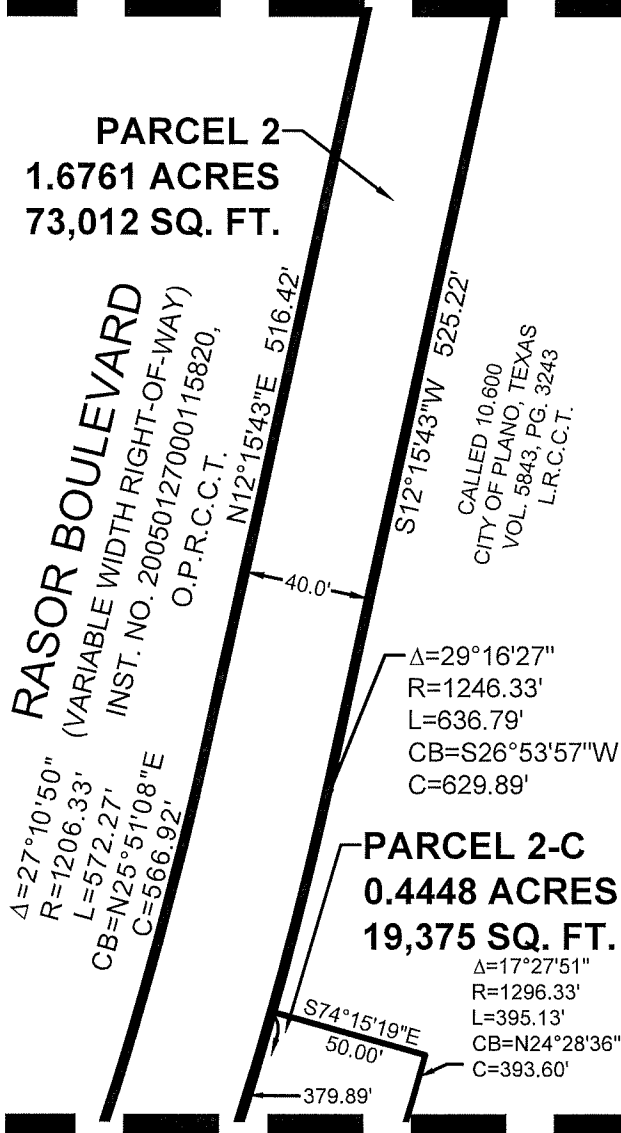 PARCEL 2
1.6761 ACRES
73,012 SQ. FT.
RASOR BOULEVARD
(VARIABLE WIDTH RIGHT-OF-WAY)
INST. NO. 20050127000115820,
O.P.R.C.C.T.
N12°15'43"E 516.42'
S12°15'43"W 525.22'
CALLED 10.600
CITY OF PLANO, TEXAS
VOL. 5843, PG. 3243
L.R.C.C.T.
40.0'
Δ=29°16'27"
R=1246.33'
L=636.79'
CB=S26°53'57"W
C=629.89'
Δ=27°10'50"
R=1206.33'
L=572.27'
CB=N25°51'08"E
C=566.92'
PARCEL 2-C
0.4448 ACRES
19,375 SQ. FT.
Δ=17°27'51"
R=1296.33'
L=395.13'
CB=N24°28'36"
C=393.60'
S74°15'19"E
50.00'
379.89'